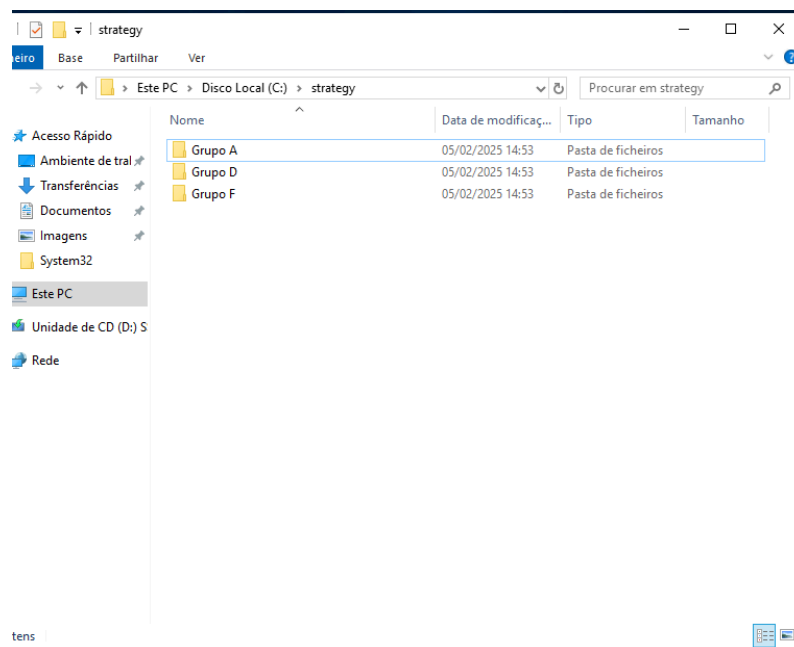 strategy
eiro Base Partilhar Ver
Este PC > Disco Local (C:) > strategy Procurar em strategy
Nome Data de modificaç... Tipo Tamanho
Acesso Rápido
Ambiente de tral
Transferências
Documentos
Imagens
System32
Este PC
Unidade de CD (D:) S
Rede
Grupo A 05/02/2025 14:53 Pasta de ficheiros
Grupo D 05/02/2025 14:53 Pasta de ficheiros
Grupo F 05/02/2025 14:53 Pasta de ficheiros
tens